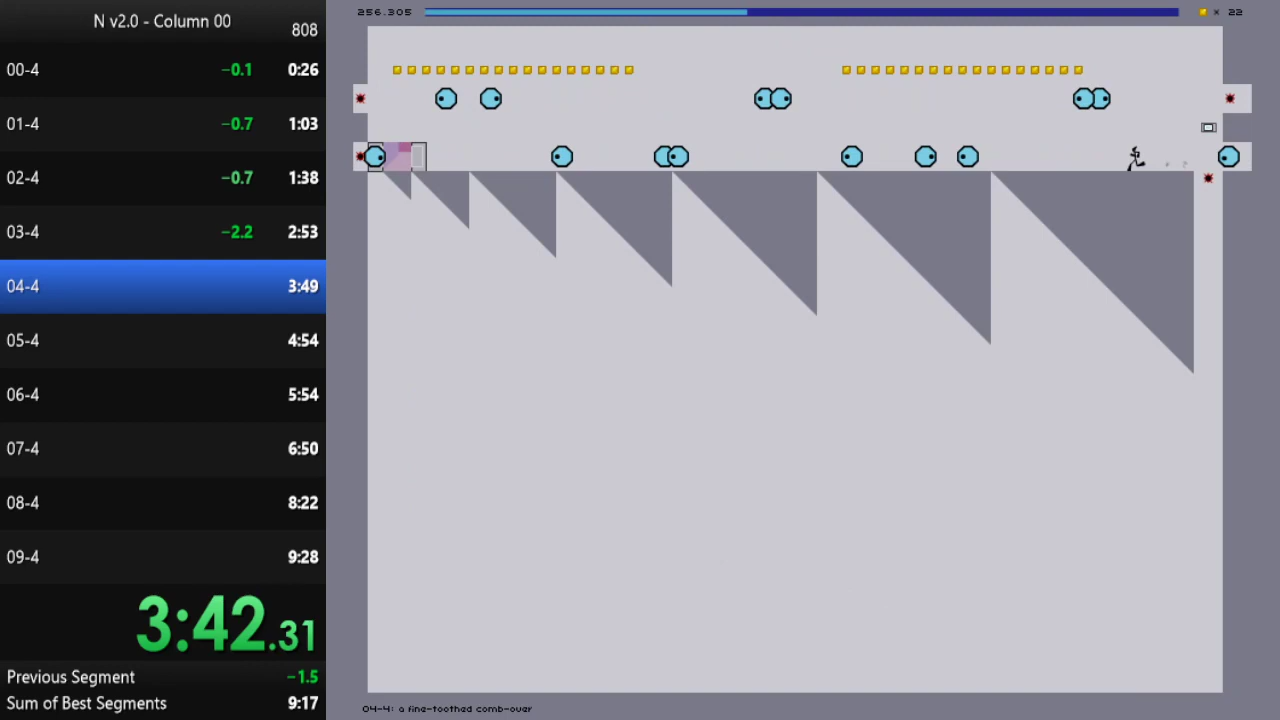 N v2.0 - Column 00
808
00-4 −0.1 0:26
01-4 −0.7 1:03
02-4 −0.7 1:38
03-4 −2.2 2:53
04-4 3:49
05-4 4:54
06-4 5:54
07-4 6:50
08-4 8:22
09-4 9:28
3:42.31
Previous Segment −1.5
Sum of Best Segments 9:17
256.305
× 22
04-4: a fine-toothed comb-over